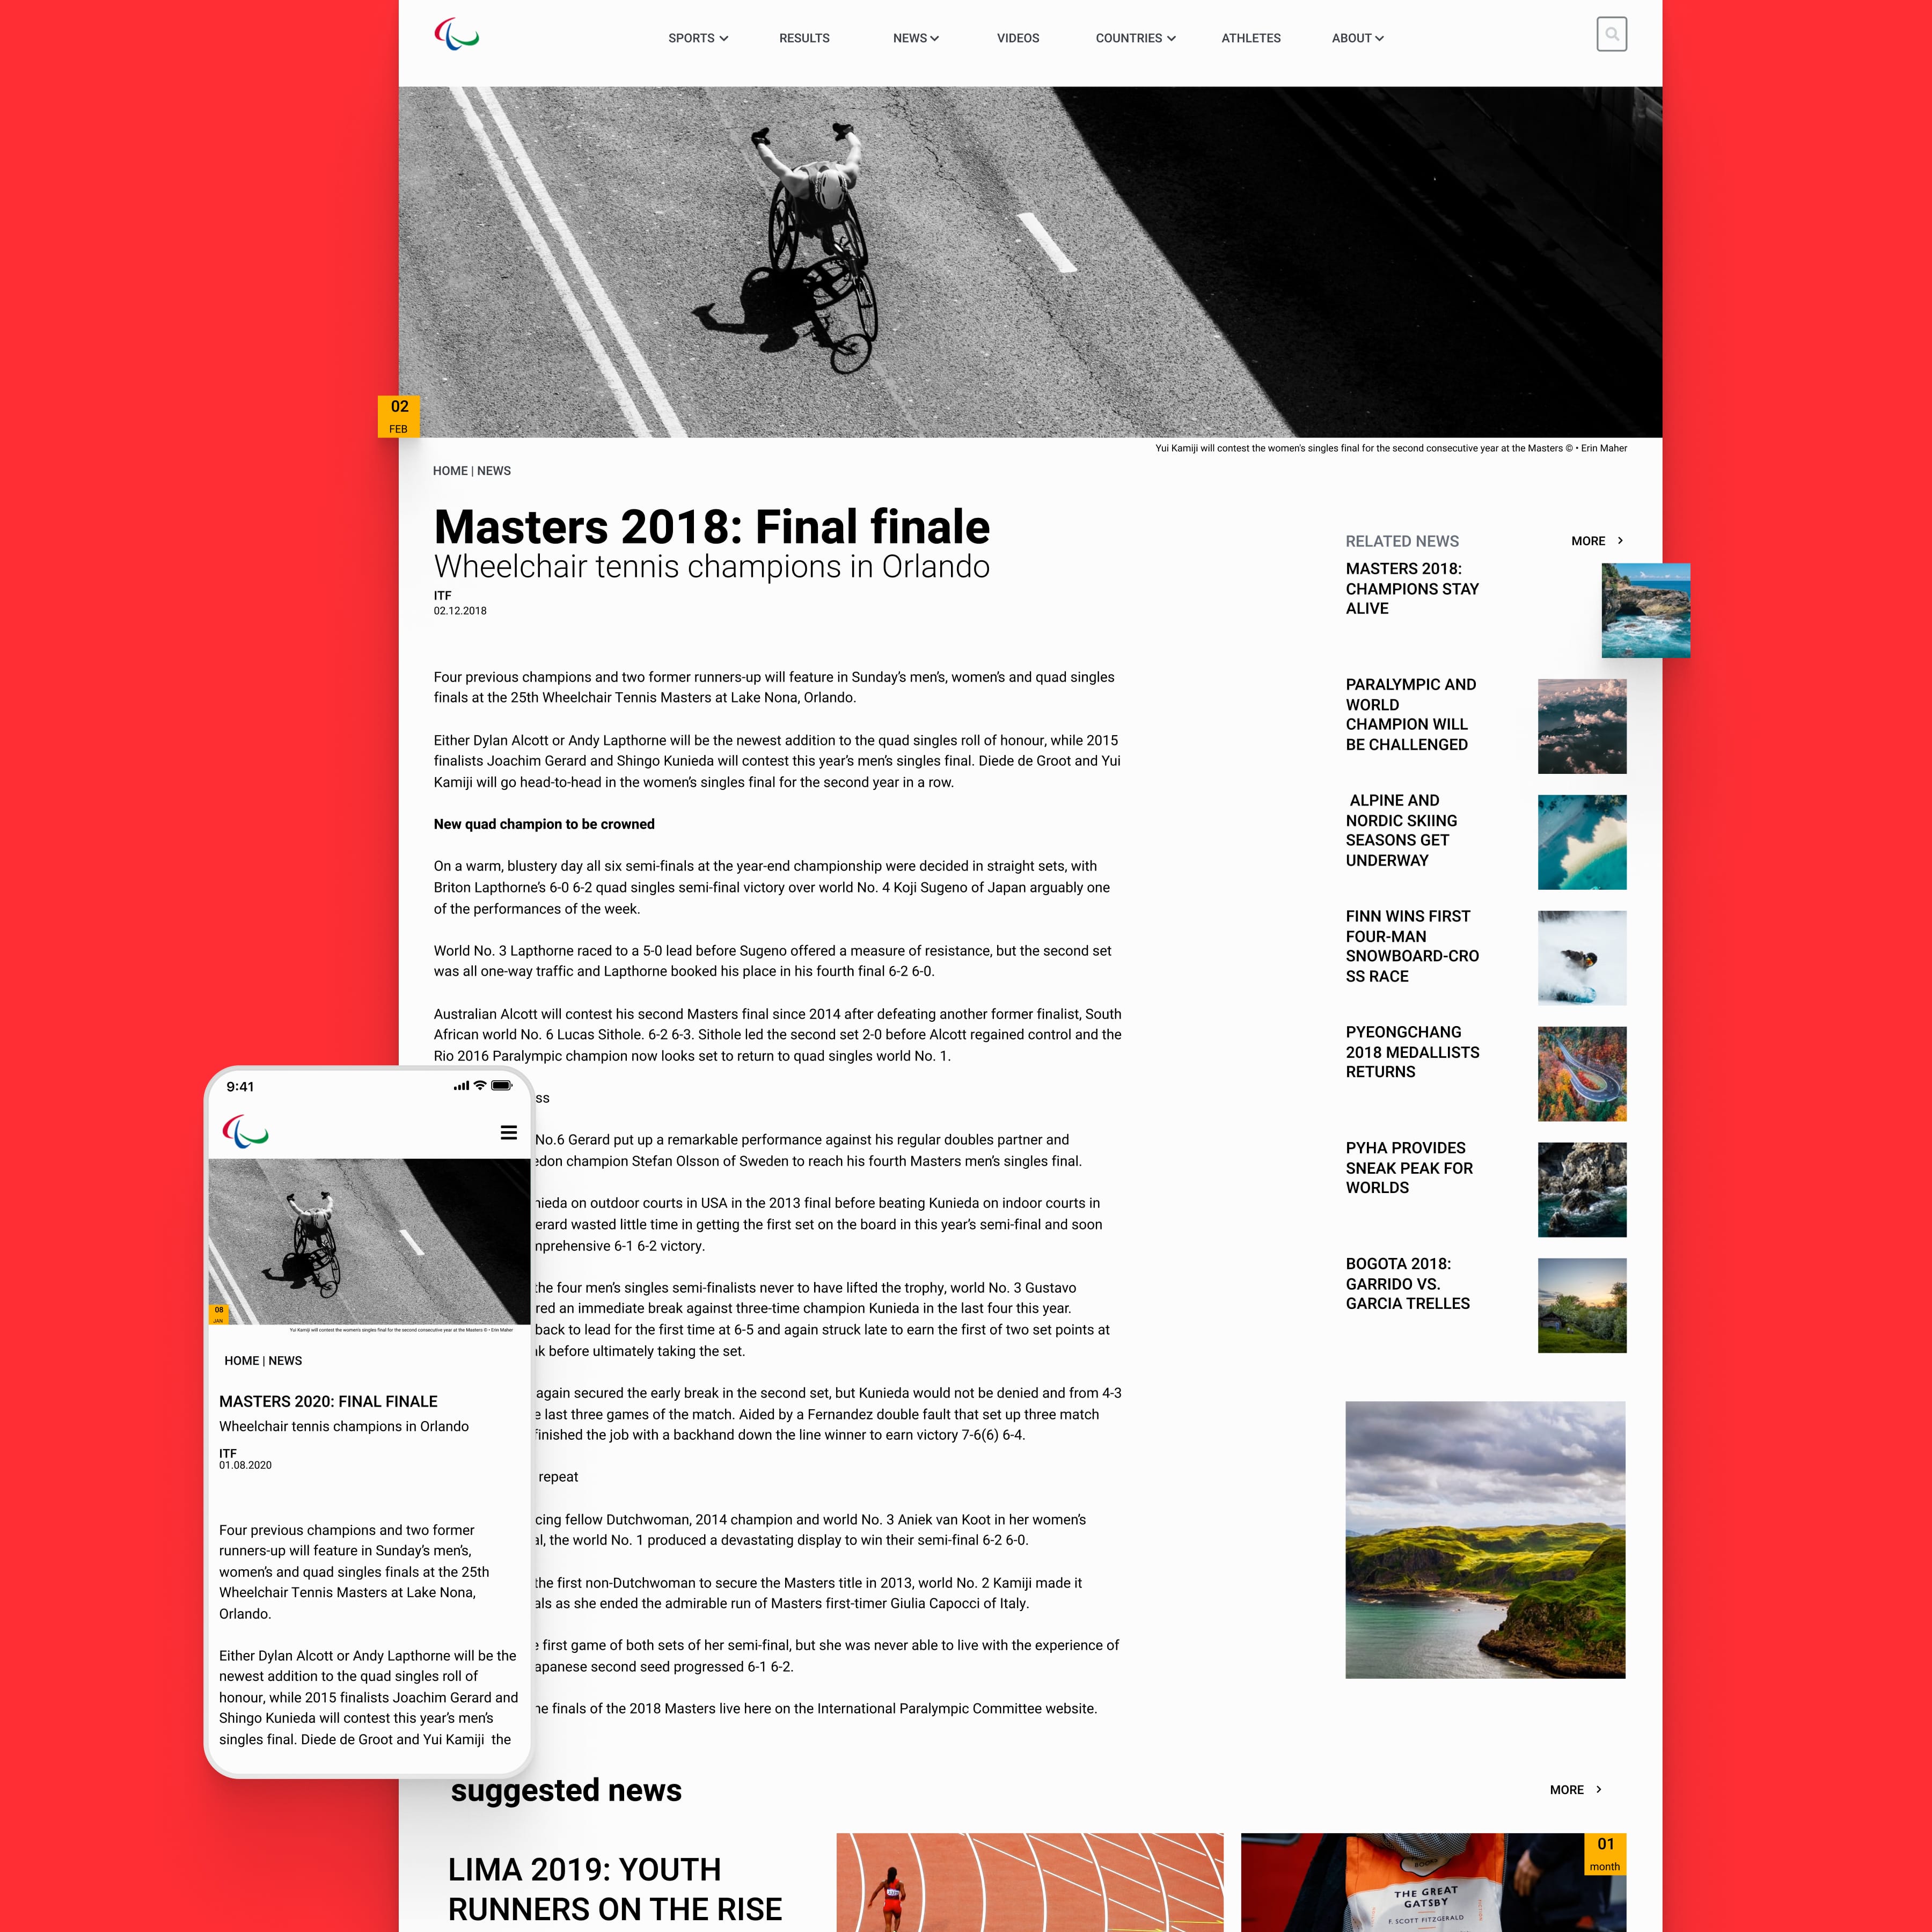 SPORTS
RESULTS
NEWS
VIDEOS
COUNTRIES
ATHLETES
ABOUT
02
FEB
Yui Kamiji will contest the women's singles final for the second consecutive year at the Masters © • Erin Maher
HOME | NEWS
Masters 2018: Final finale
Wheelchair tennis champions in Orlando
ITF
02.12.2018
Four previous champions and two former runners-up will feature in Sunday's men's, women's and quad singles
finals at the 25th Wheelchair Tennis Masters at Lake Nona, Orlando.
Either Dylan Alcott or Andy Lapthorne will be the newest addition to the quad singles roll of honour, while 2015
finalists Joachim Gerard and Shingo Kunieda will contest this year's men's singles final. Diede de Groot and Yui
Kamiji will go head-to-head in the women's singles final for the second year in a row.
New quad champion to be crowned
On a warm, blustery day all six semi-finals at the year-end championship were decided in straight sets, with
Briton Lapthorne's 6-0 6-2 quad singles semi-final victory over world No. 4 Koji Sugeno of Japan arguably one
of the performances of the week.
World No. 3 Lapthorne raced to a 5-0 lead before Sugeno offered a measure of resistance, but the second set
was all one-way traffic and Lapthorne booked his place in his fourth final 6-2 6-0.
Australian Alcott will contest his second Masters final since 2014 after defeating another former finalist, South
African world No. 6 Lucas Sithole. 6-2 6-3. Sithole led the second set 2-0 before Alcott regained control and the
Rio 2016 Paralympic champion now looks set to return to quad singles world No. 1.
ss
No.6 Gerard put up a remarkable performance against his regular doubles partner and
edon champion Stefan Olsson of Sweden to reach his fourth Masters men's singles final.
nieda on outdoor courts in USA in the 2013 final before beating Kunieda on indoor courts in
erard wasted little time in getting the first set on the board in this year's semi-final and soon
mprehensive 6-1 6-2 victory.
the four men's singles semi-finalists never to have lifted the trophy, world No. 3 Gustavo
red an immediate break against three-time champion Kunieda in the last four this year.
back to lead for the first time at 6-5 and again struck late to earn the first of two set points at
k before ultimately taking the set.
again secured the early break in the second set, but Kunieda would not be denied and from 4-3
e last three games of the match. Aided by a Fernandez double fault that set up three match
finished the job with a backhand down the line winner to earn victory 7-6(6) 6-4.
repeat
cing fellow Dutchwoman, 2014 champion and world No. 3 Aniek van Koot in her women's
al, the world No. 1 produced a devastating display to win their semi-final 6-2 6-0.
the first non-Dutchwoman to secure the Masters title in 2013, world No. 2 Kamiji made it
als as she ended the admirable run of Masters first-timer Giulia Capocci of Italy.
e first game of both sets of her semi-final, but she was never able to live with the experience of
apanese second seed progressed 6-1 6-2.
he finals of the 2018 Masters live here on the International Paralympic Committee website.
RELATED NEWS
MORE
MASTERS 2018:
CHAMPIONS STAY
ALIVE
PARALYMPIC AND
WORLD
CHAMPION WILL
BE CHALLENGED
ALPINE AND
NORDIC SKIING
SEASONS GET
UNDERWAY
FINN WINS FIRST
FOUR-MAN
SNOWBOARD-CRO
SS RACE
PYEONGCHANG
2018 MEDALLISTS
RETURNS
PYHA PROVIDES
SNEAK PEAK FOR
WORLDS
BOGOTA 2018:
GARRIDO VS.
GARCIA TRELLES
9:41
08
JAN
Yui Kamiji will contest the women's singles final for the second consecutive year at the Masters © • Erin Maher
HOME | NEWS
MASTERS 2020: FINAL FINALE
Wheelchair tennis champions in Orlando
ITF
01.08.2020
Four previous champions and two former
runners-up will feature in Sunday's men's,
women's and quad singles finals at the 25th
Wheelchair Tennis Masters at Lake Nona,
Orlando.
Either Dylan Alcott or Andy Lapthorne will be the
newest addition to the quad singles roll of
honour, while 2015 finalists Joachim Gerard and
Shingo Kunieda will contest this year's men's
singles final. Diede de Groot and Yui Kamiji the
suggested news
MORE
LIMA 2019: YOUTH
RUNNERS ON THE RISE
01
month
BOOKS
THE GREAT
GATSBY
F. SCOTT FITZGERALD